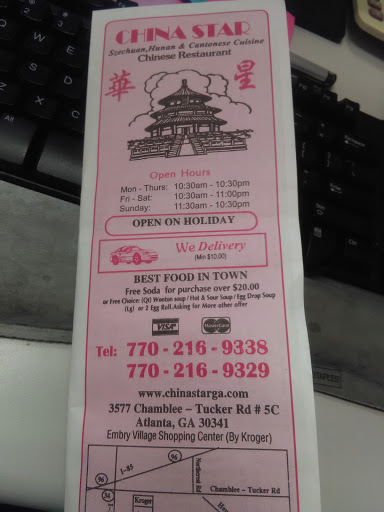 CHINA STAR
Szechuan,Hunan & Cantonese Cuisine
Chinese Restaurant
華 星
Open Hours
Mon - Thurs: 10:30am - 10:30pm
Fri - Sat: 10:30am - 11:00pm
Sunday: 11:30am - 10:30pm
OPEN ON HOLIDAY
We Delivery
(Min $10.00)
BEST FOOD IN TOWN
Free Soda for purchase over $20.00
or Free Choice: (Qt) Wonton soup / Hot & Sour Soup / Egg Drop Soup
(Lg) or 2 Egg Roll.Asking for More other offer
VISA MasterCard
Tel: 770 - 216 - 9338
770 - 216 - 9329
www.chinastarga.com
3577 Chamblee – Tucker Rd # 5C
Atlanta, GA 30341
Embry Village Shopping Center (By Kroger)
96
I-85
96
Northcrest Rd
Chamblee - Tucker Rd
34
Kroger